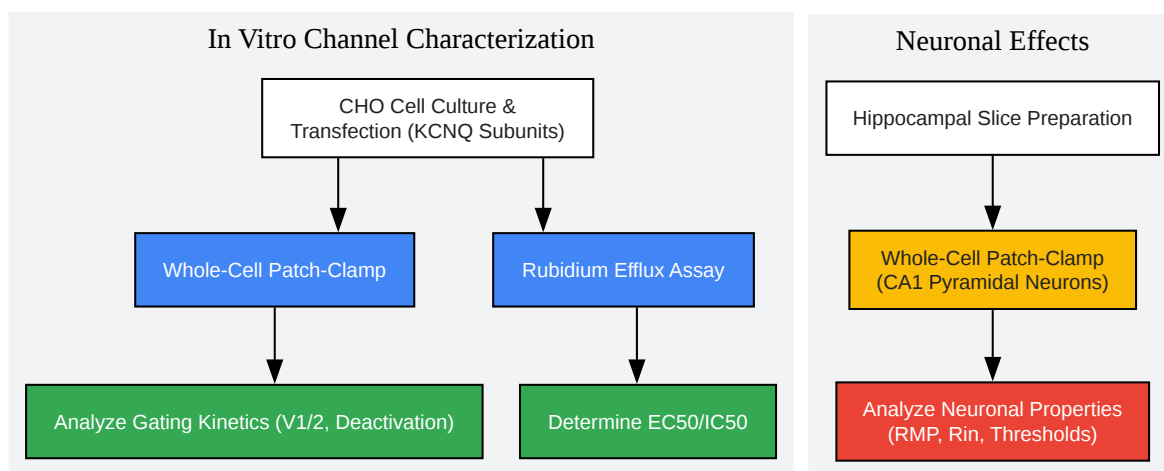 In Vitro Channel Characterization
CHO Cell Culture &
Transfection (KCNQ Subunits)
Whole-Cell Patch-Clamp
Rubidium Efflux Assay
Analyze Gating Kinetics (V1/2, Deactivation)
Determine EC50/IC50
Neuronal Effects
Hippocampal Slice Preparation
Whole-Cell Patch-Clamp
(CA1 Pyramidal Neurons)
Analyze Neuronal Properties
(RMP, Rin, Thresholds)